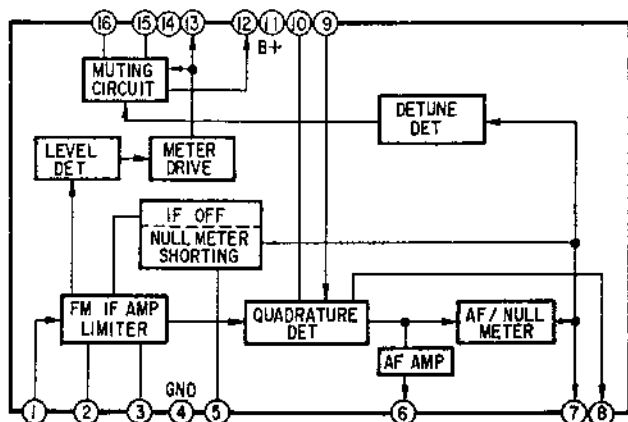 16 15 14 13 12 11 10 9
B+
MUTING
CIRCUIT
DETUNE
DET
LEVEL
DET
METER
DRIVE
IF OFF
NULL METER
SHORTING
FM IF AMP
LIMITER
QUADRATURE
DET
AF / NULL
METER
AF AMP
GND
1 2 3 4 5 6 7 8